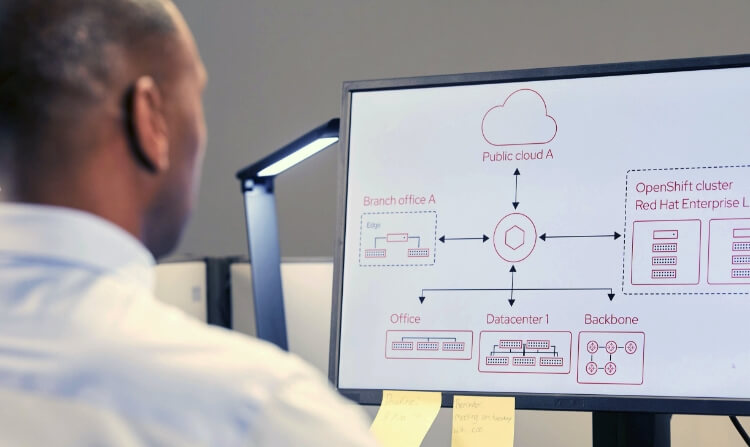 Public cloud A
Branch office A
Edge
OpenShift cluster
Red Hat Enterprise L
Office
Datacenter 1
Backbone